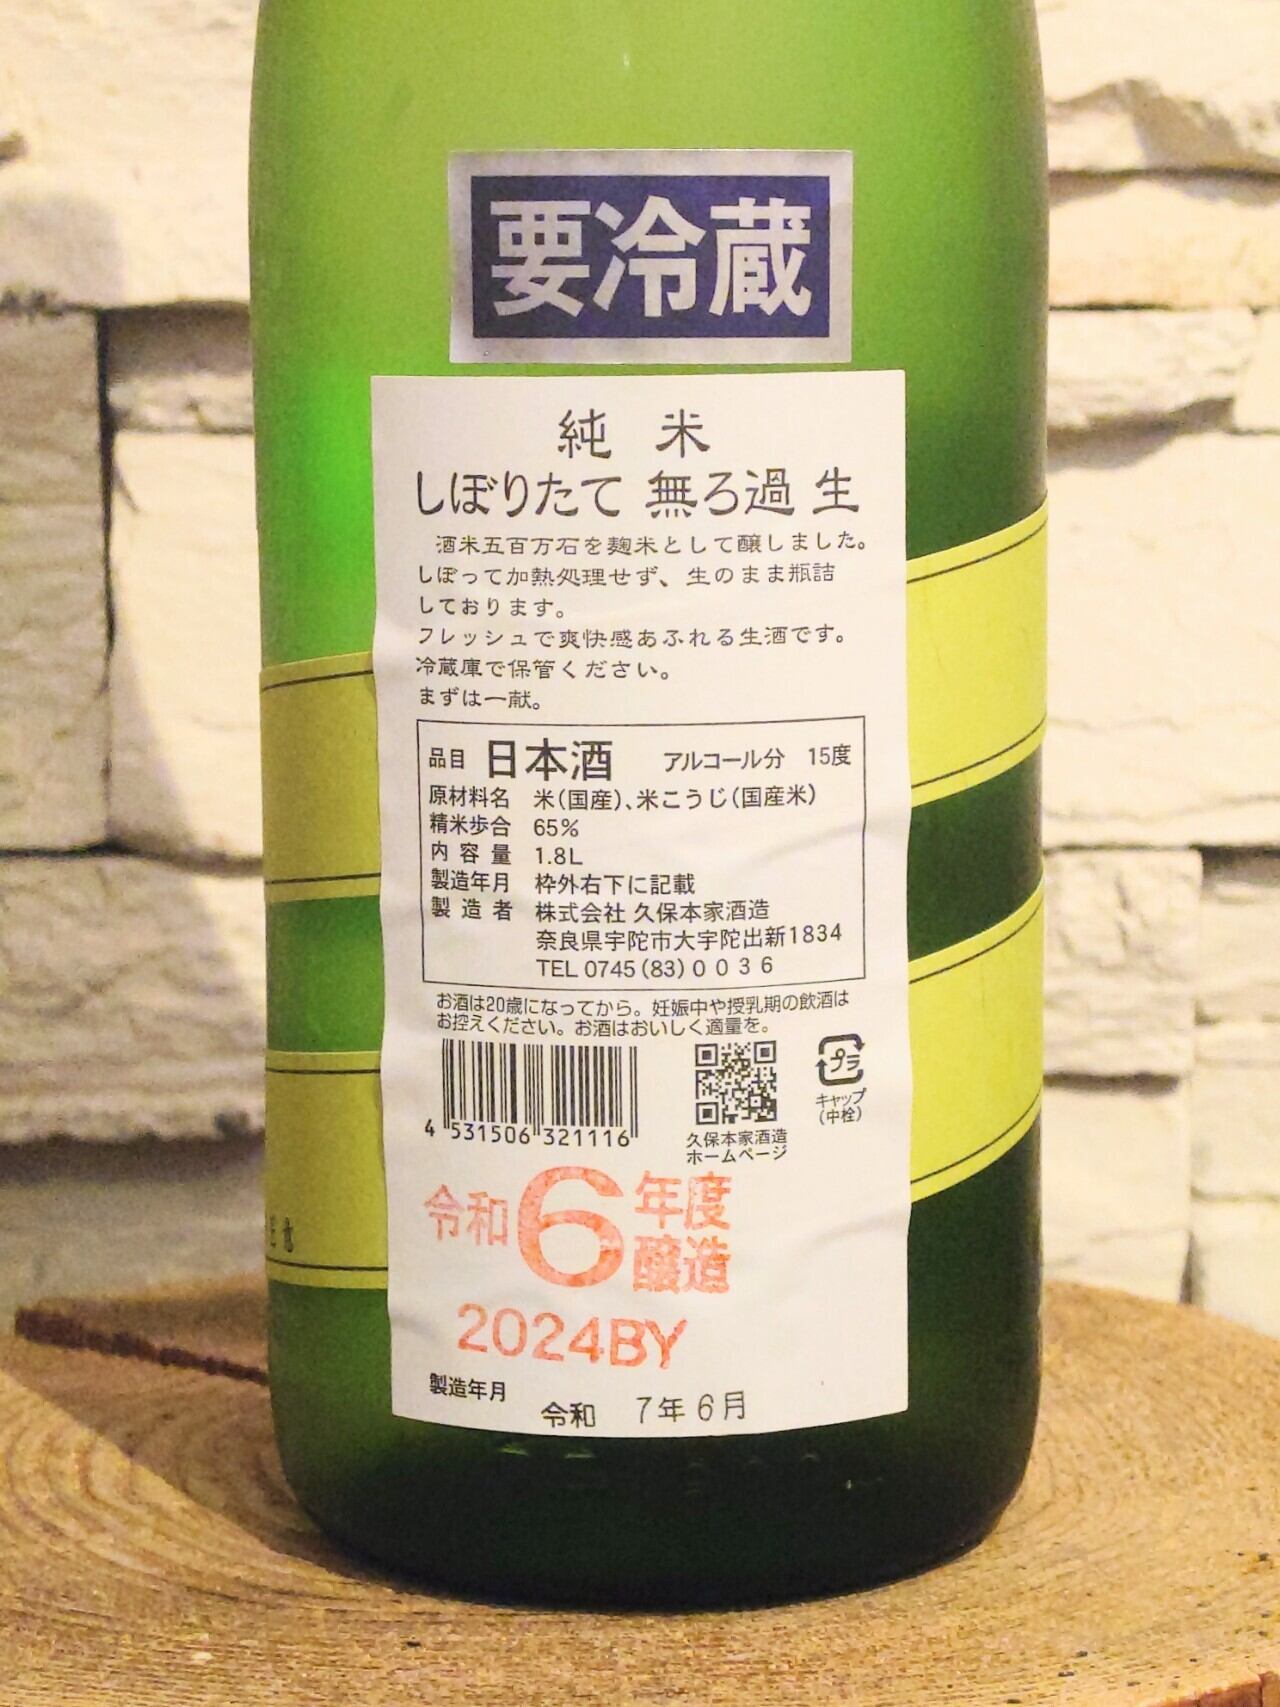 要冷蔵
純米
しぼりたて 無ろ過 生
酒米五百万石を麹米として醸しました。
しぼって加熱処理せず、生のまま瓶詰
しております。
フレッシュで爽快感あふれる生酒です。
冷蔵庫で保管ください。
まずは一献。
品目 日本酒 アルコール分 15度
原材料名 米(国産)、米こうじ(国産米)
精米歩合 65%
内容量 1.8L
製造年月 枠外右下に記載
製造者 株式会社 久保本家酒造
奈良県宇陀市大宇陀出新1834
TEL 0745(83)0036
お酒は20歳になってから。妊娠中や授乳期の飲酒は
お控えください。お酒はおいしく適量を。
4 531506 321116
久保本家酒造
ホームページ
プラ
キャップ
(中栓)
令和6年度
醸造
2024BY
製造年月 令和 7年6月